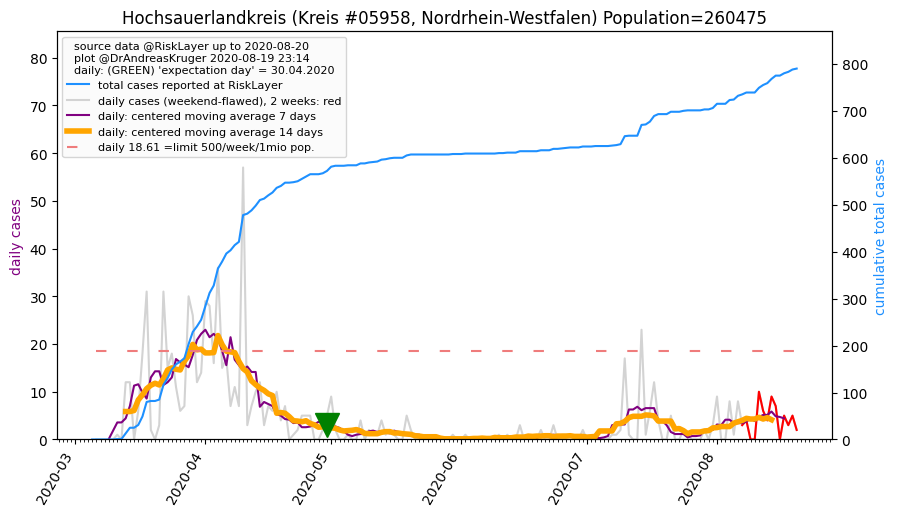 Hochsauerlandkreis (Kreis #05958, Nordrhein-Westfalen) Population=260475
source data @RiskLayer up to 2020-08-20
plot @DrAndreasKruger 2020-08-19 23:14
daily: (GREEN) 'expectation day' = 30.04.2020
total cases reported at RiskLayer
daily cases (weekend-flawed), 2 weeks: red
daily: centered moving average 7 days
daily: centered moving average 14 days
daily 18.61 =limit 500/week/1mio pop.
daily cases
80
70
60
50
40
30
20
10
0
cumulative total cases
800
700
600
500
400
300
200
100
0
2020-03
2020-04
2020-05
2020-06
2020-07
2020-08